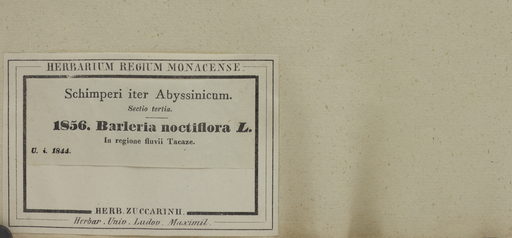 HERBARIUM REGIUM MONACENSE.
Schimperi iter Abyssinicum.
Sectio tertia.
1856. Barleria noctiflora L.
In regione fluvii Tacaze.
U. i. 1844.
HERB. ZUCCARINII.
Herbar. Univ. Ludov. Maximil.